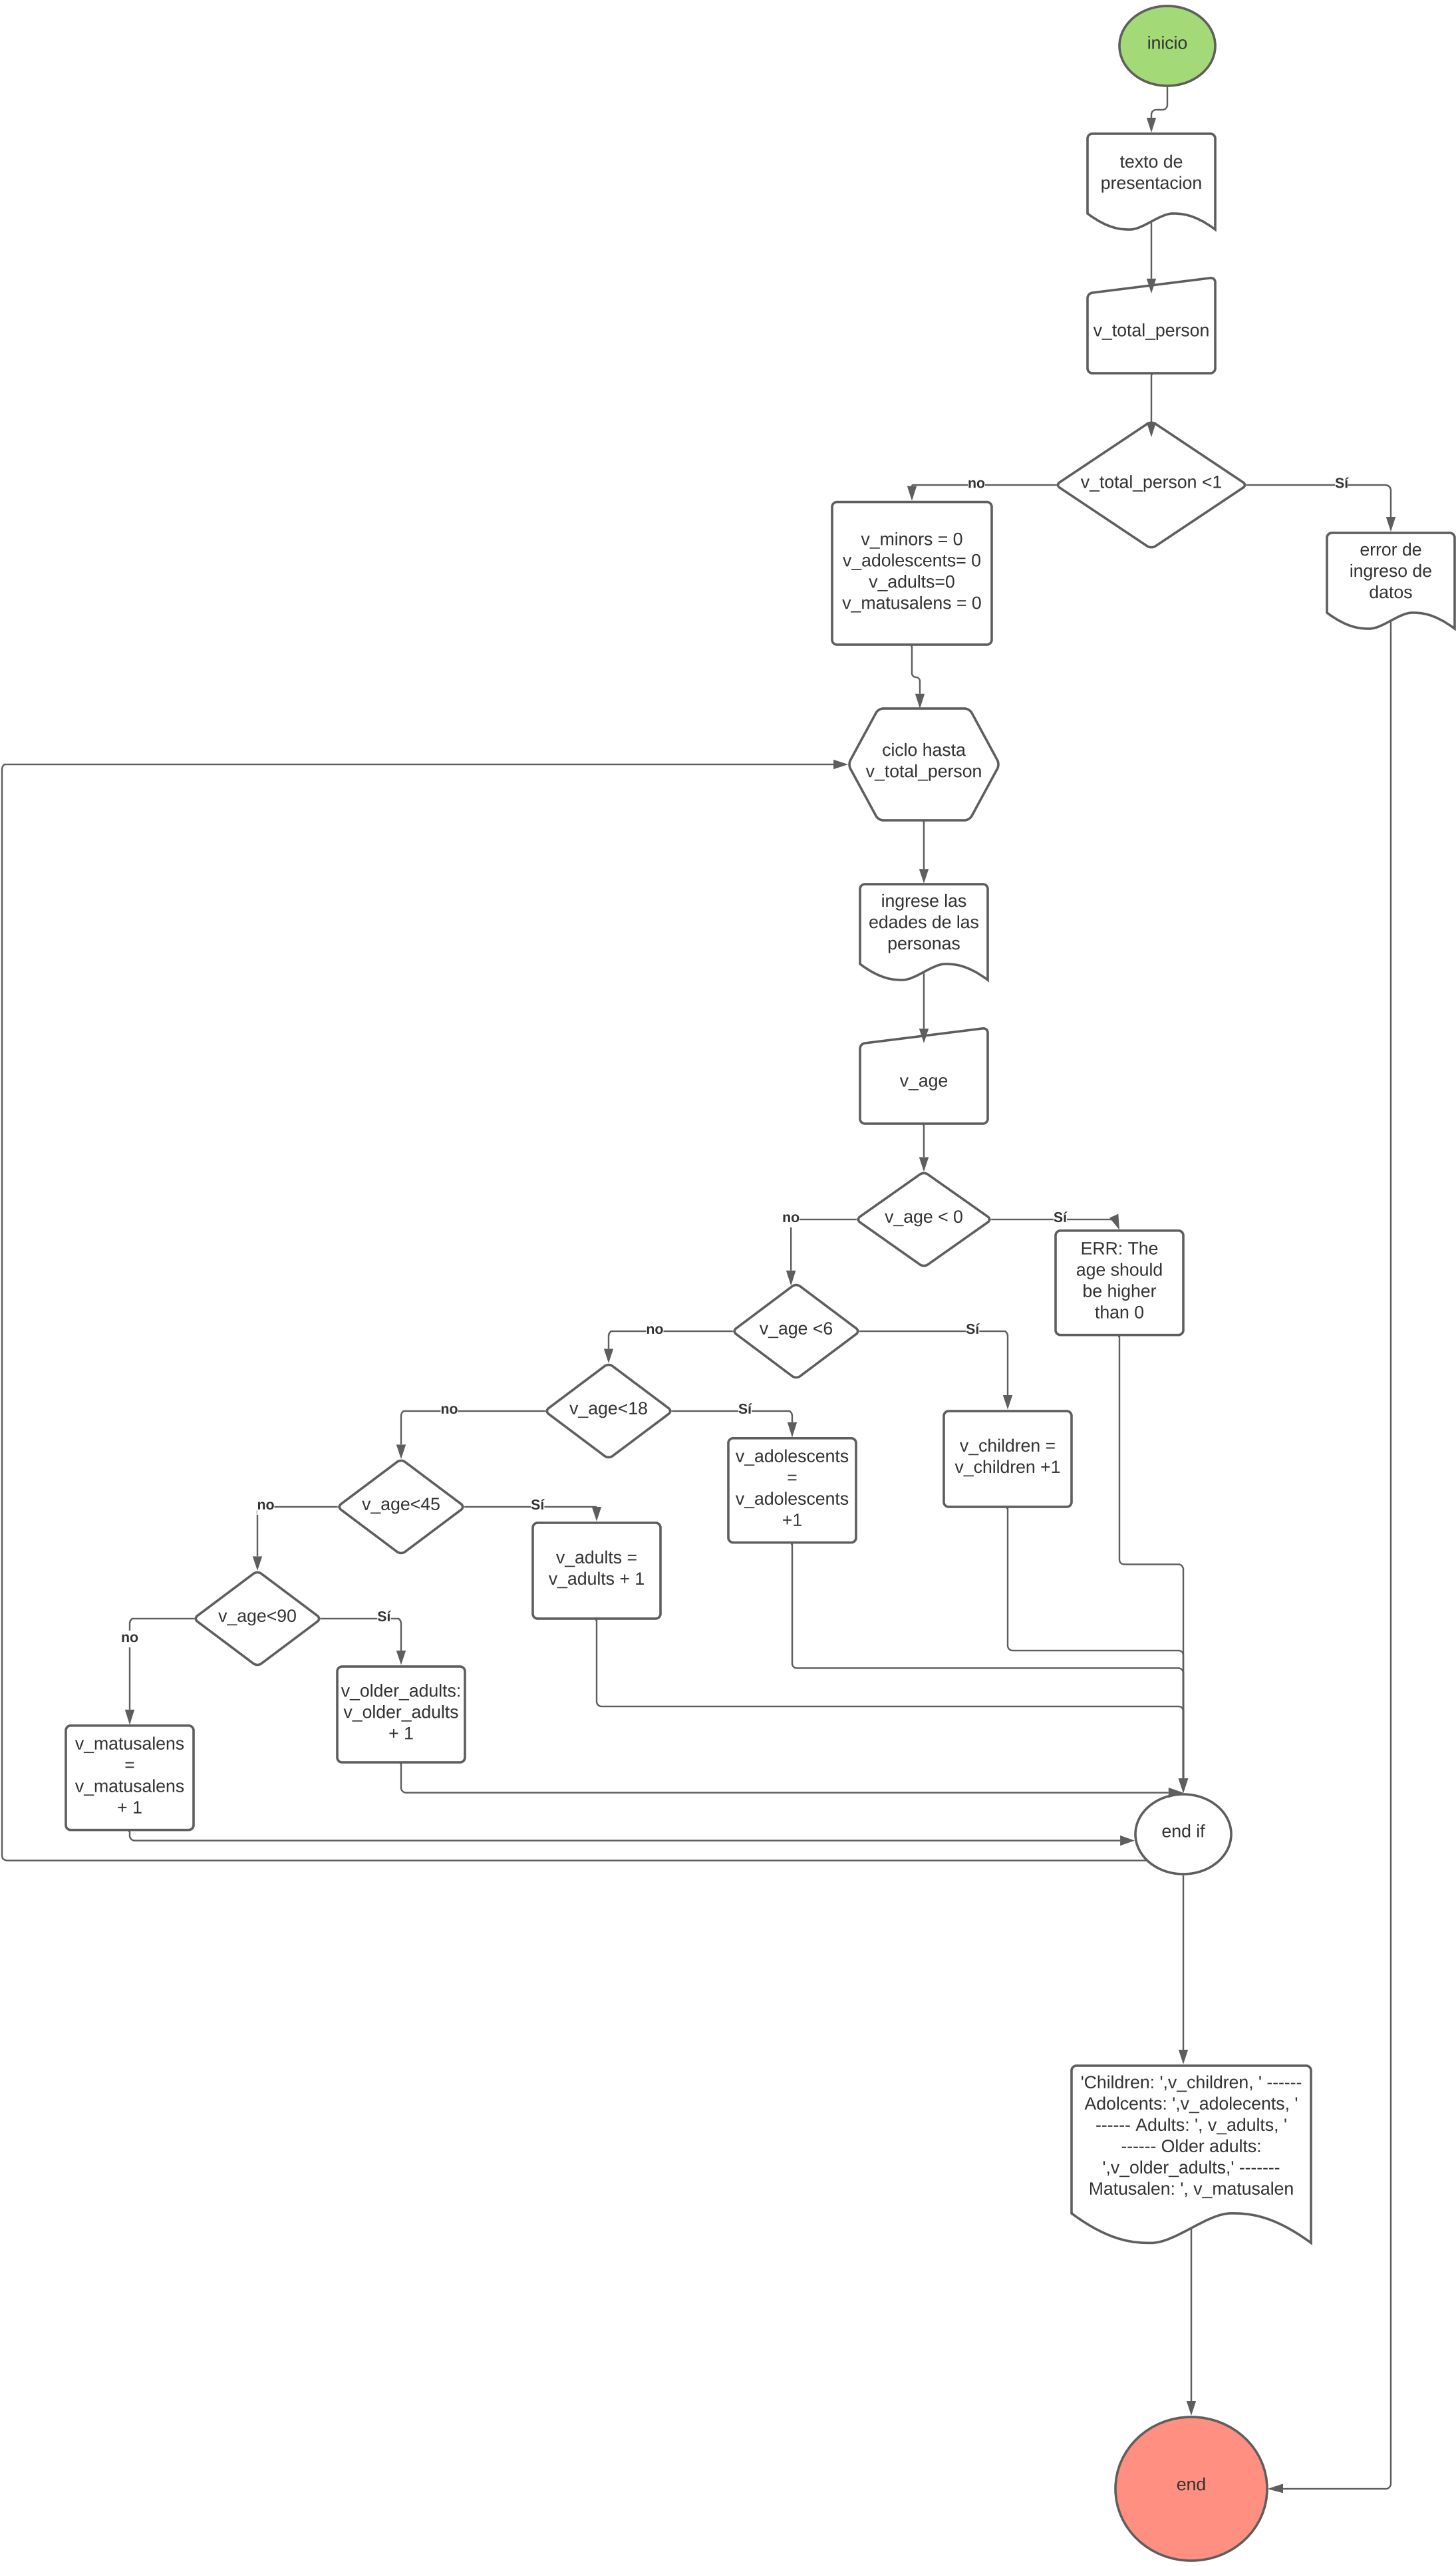 inicio
texto de
presentacion
v_total_person
v_total_person <1
no
Sí
v_minors = 0
v_adolescents= 0
v_adults=0
v_matusalens = 0
error de
ingreso de
datos
ciclo hasta
v_total_person
ingrese las
edades de las
personas
v_age
v_age < 0
no
Sí
ERR: The
age should
be higher
than 0
v_age <6
no
Sí
v_children =
v_children +1
v_age<18
no
Sí
v_adolescents
=
v_adolescents
+1
v_age<45
no
Sí
v_adults =
v_adults + 1
v_age<90
no
Sí
v_older_adults:
v_older_adults
+ 1
v_matusalens
=
v_matusalens
+ 1
end if
'Children: ',v_children, ' ------
Adolcents: ',v_adolecents, '
------ Adults: ', v_adults, '
------ Older adults:
',v_older_adults,' -------
Matusalen: ', v_matusalen
end